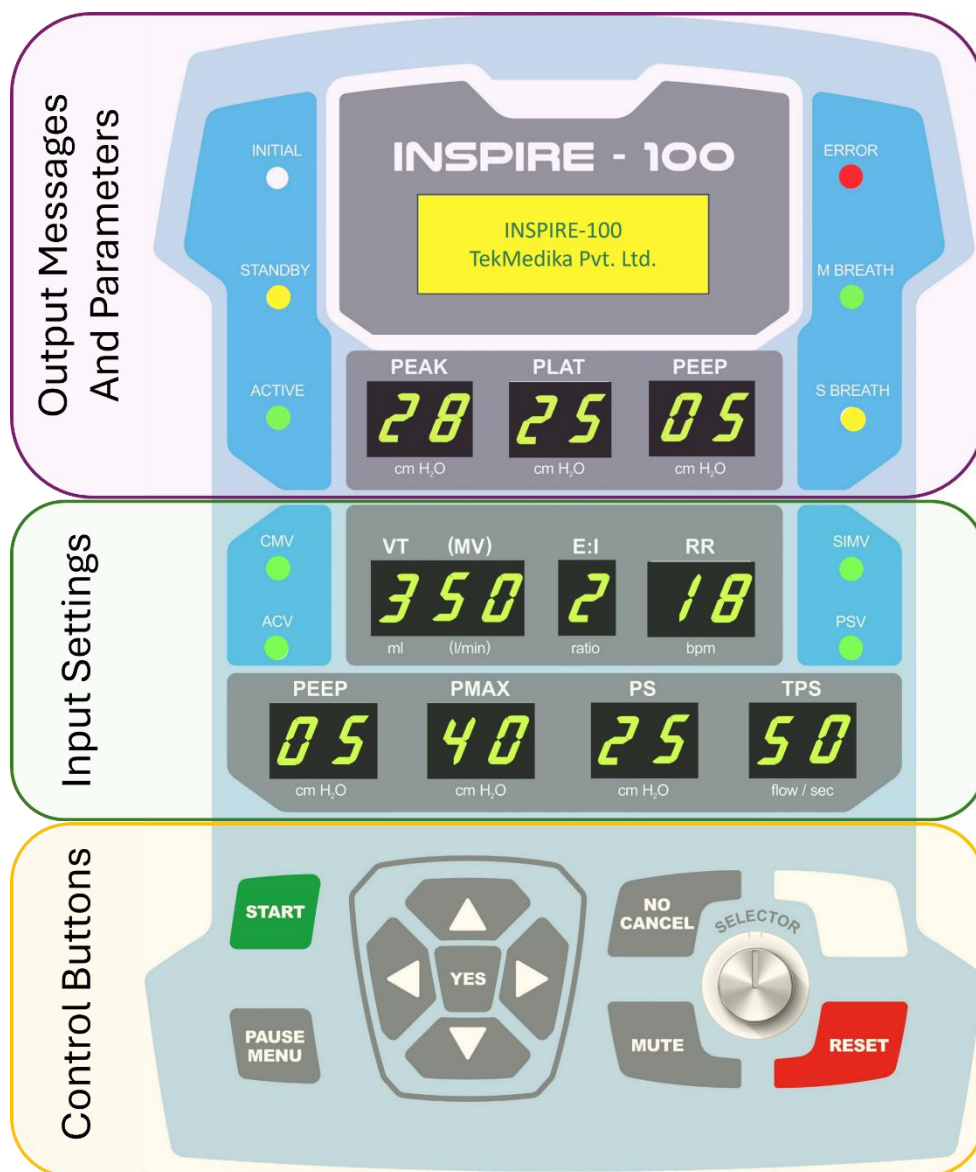 Output Messages
And Parameters
INITIAL
STANDBY
ACTIVE
INSPIRE - 100
INSPIRE-100
TekMedika Pvt. Ltd.
ERROR
M BREATH
S BREATH
PEAK PLAT PEEP
28 25 05
cm H₂O cm H₂O cm H₂O
Input Settings
CMV
ACV
VT (MV) E:I RR
350 2 18
ml (l/min) ratio bpm
SIMV
PSV
PEEP PMAX PS TPS
05 40 25 50
cm H₂O cm H₂O cm H₂O flow / sec
Control Buttons
START
PAUSE
MENU
YES
NO
CANCEL
SELECTOR
MUTE
RESET